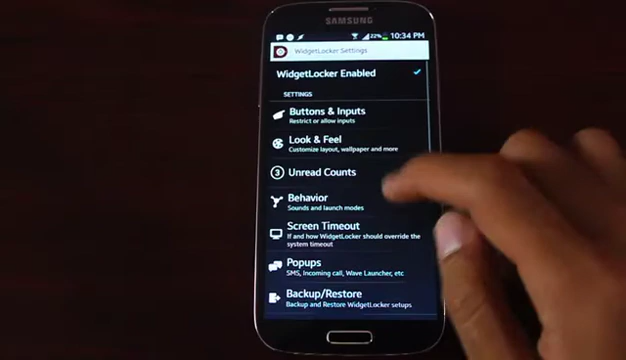 SAMSUNG
22% 10:34 PM
WidgetLocker Settings
WidgetLocker Enabled
SETTINGS
Buttons & Inputs
Restrict or allow inputs
Look & Feel
Customize layout, wallpaper and more
3 Unread Counts
Behavior
Sounds and launch modes
Screen Timeout
If and how WidgetLocker should override the
system timeout
Popups
SMS, Incoming call, Wave Launcher, etc
Backup/Restore
Backup and Restore WidgetLocker setups